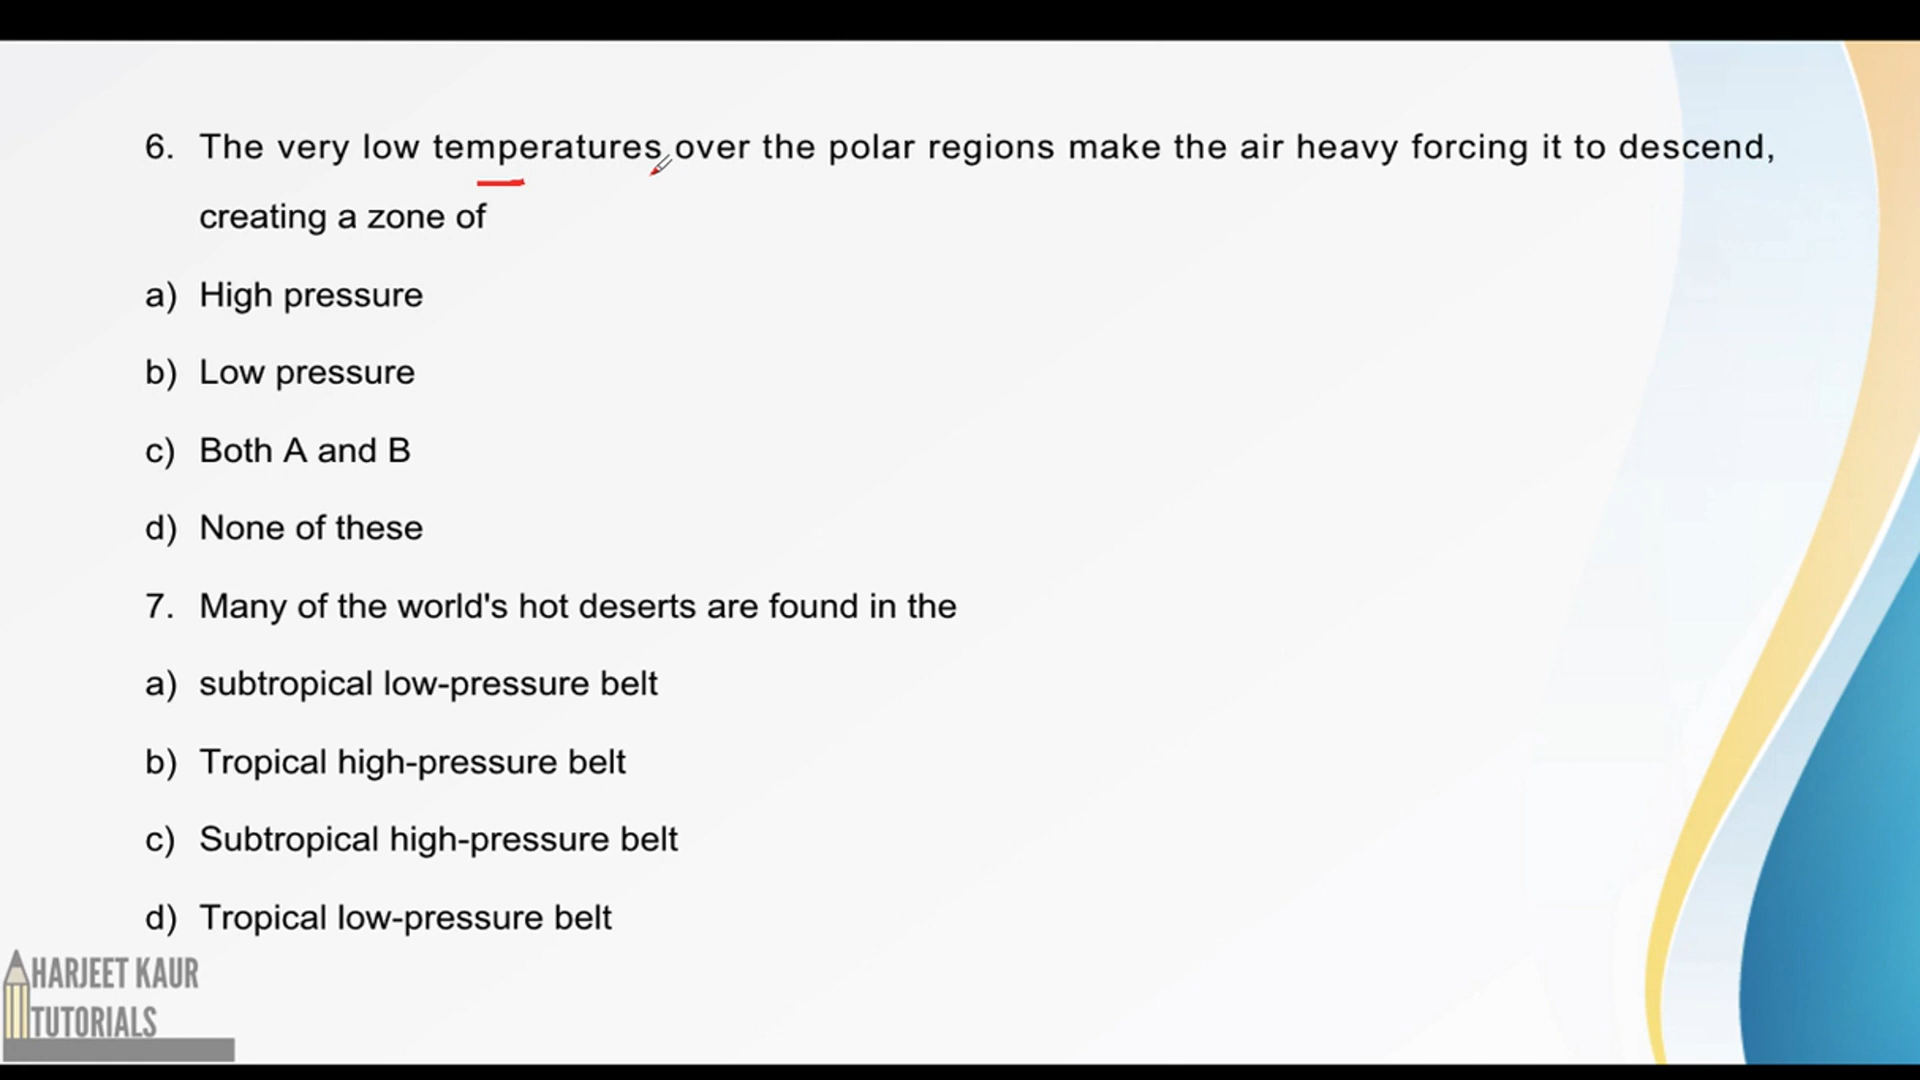 6. The very low temperatures over the polar regions make the air heavy forcing it to descend,
creating a zone of
a) High pressure
b) Low pressure
c) Both A and B
d) None of these
7. Many of the world's hot deserts are found in the
a) subtropical low-pressure belt
b) Tropical high-pressure belt
c) Subtropical high-pressure belt
d) Tropical low-pressure belt
HARJEET KAUR
TUTORIALS